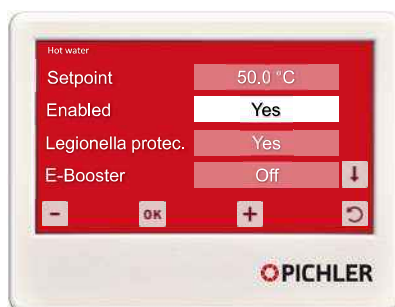 Hot water
Setpoint 50.0 °C
Enabled Yes
Legionella protec. Yes
E-Booster Off
- OK +
PICHLER